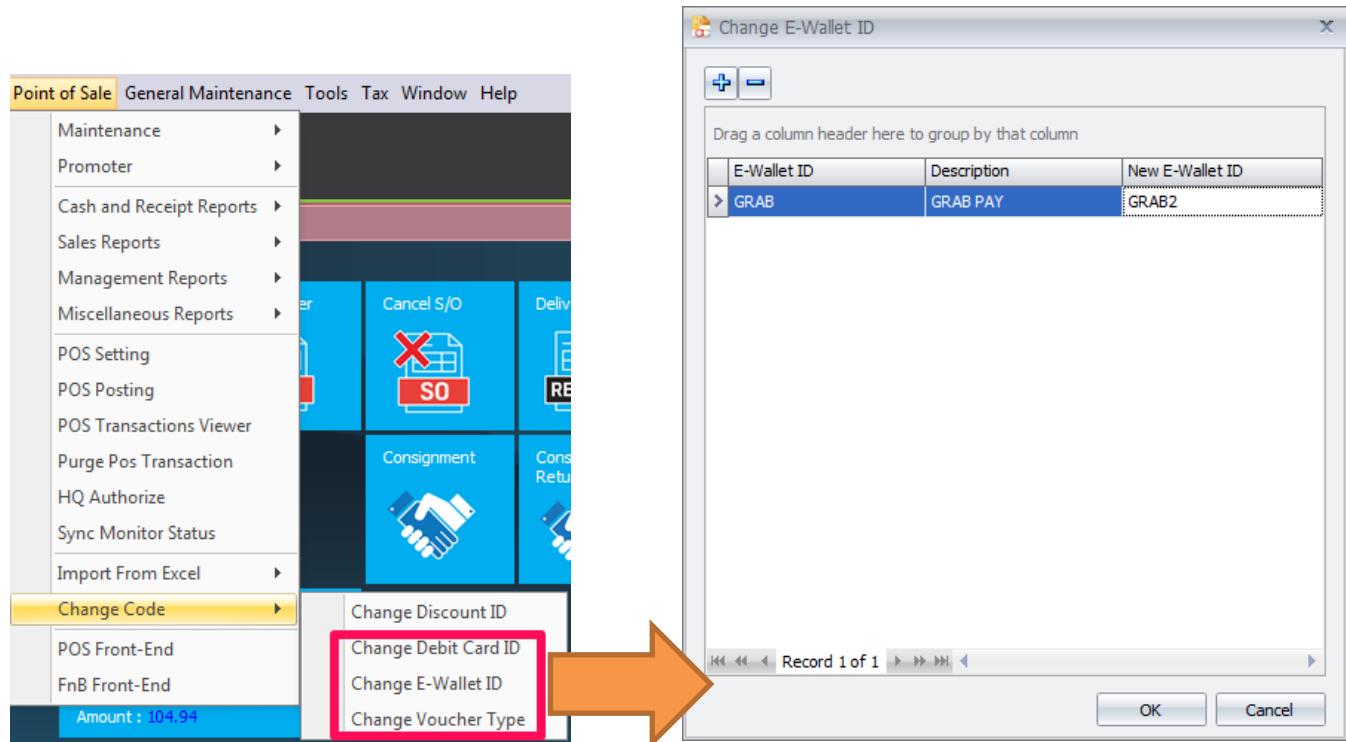 Point of Sale General Maintenance Tools Tax Window Help
Maintenance
Promoter
Cash and Receipt Reports
Sales Reports
Management Reports
Miscellaneous Reports
POS Setting
POS Posting
POS Transactions Viewer
Purge Pos Transaction
HQ Authorize
Sync Monitor Status
Import From Excel
Change Code
POS Front-End
FnB Front-End
Change Discount ID
Change Debit Card ID
Change E-Wallet ID
Change Voucher Type
Cancel S/O
SO
Consignment
Amount : 104.94
Change E-Wallet ID
Drag a column header here to group by that column
E-Wallet ID Description New E-Wallet ID
GRAB GRAB PAY GRAB2
Record 1 of 1
OK Cancel